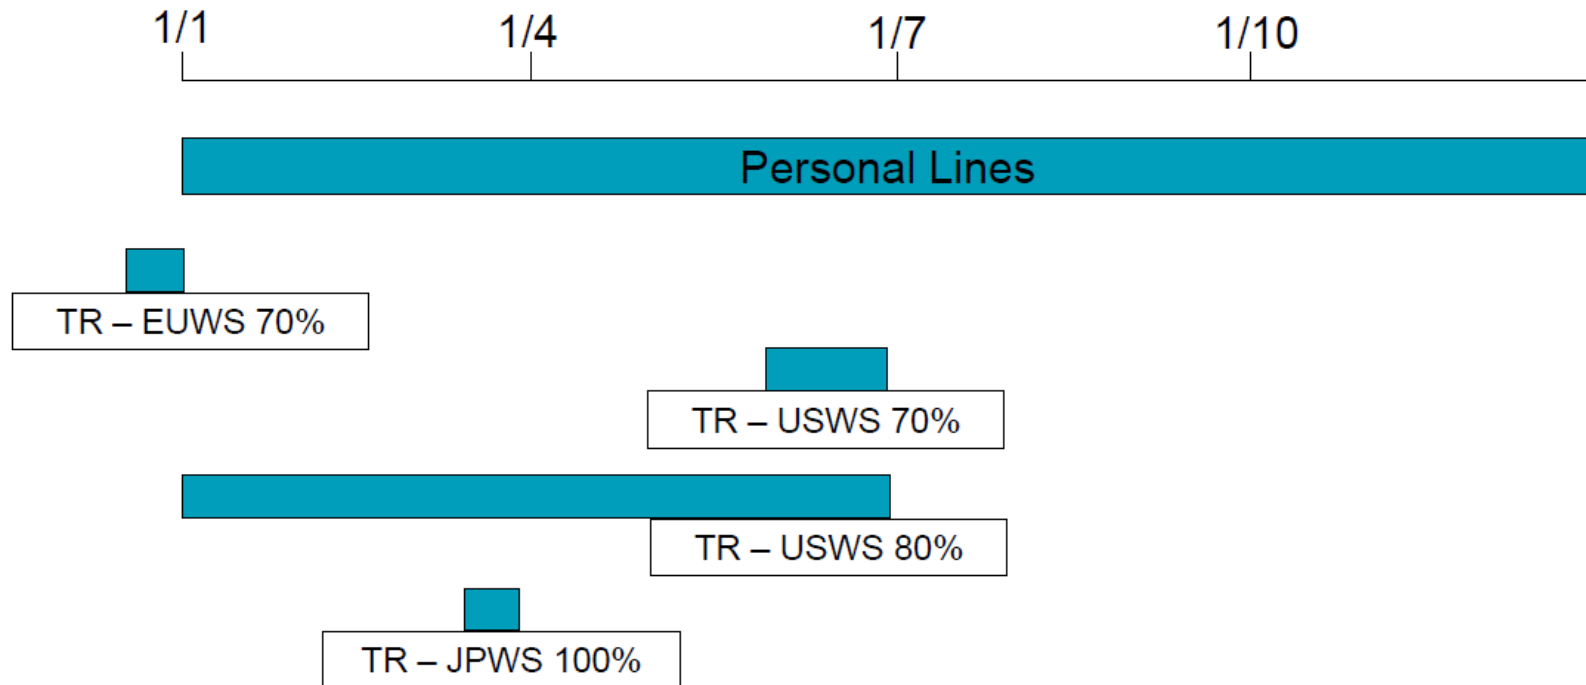 1/1 1/4 1/7 1/10
Personal Lines
TR – EUWS 70%
TR – USWS 70%
TR – USWS 80%
TR – JPWS 100%